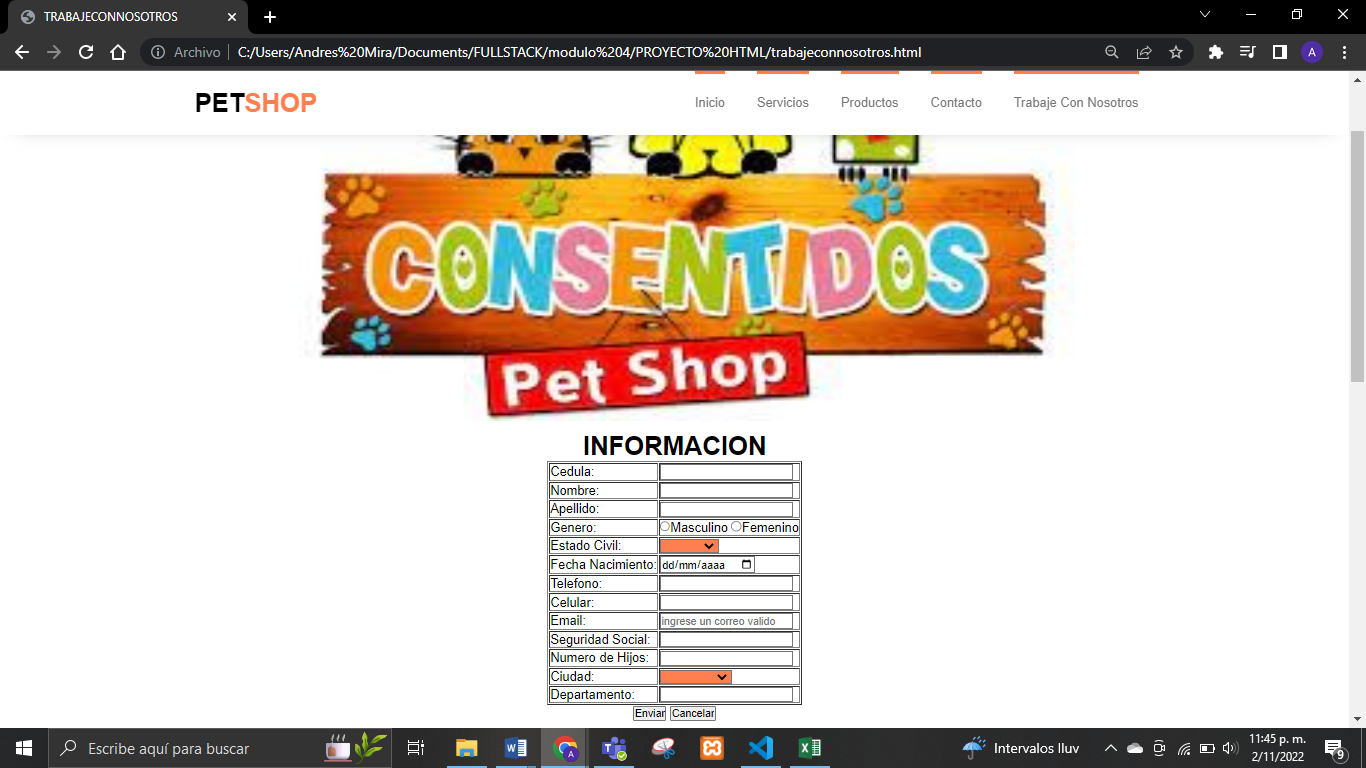 TRABAJECONNOSOTROS
Archivo C:/Users/Andres%20Mira/Documents/FULLSTACK/modulo%204/PROYECTO%20HTML/trabajeconnosotros.html A
PETSHOP Inicio Servicios Productos Contacto Trabaje Con Nosotros
CONSENTIDOS
Pet Shop
INFORMACION
Cedula:
Nombre:
Apellido:
Genero: Masculino Femenino
Estado Civil:
Fecha Nacimiento: dd/mm/aaaa
Telefono:
Celular:
Email: ingrese un correo valido
Seguridad Social:
Numero de Hijos:
Ciudad:
Departamento:
Enviar Cancelar
Escribe aquí para buscar Intervalos lluv 11:45 p. m.
2/11/2022 9